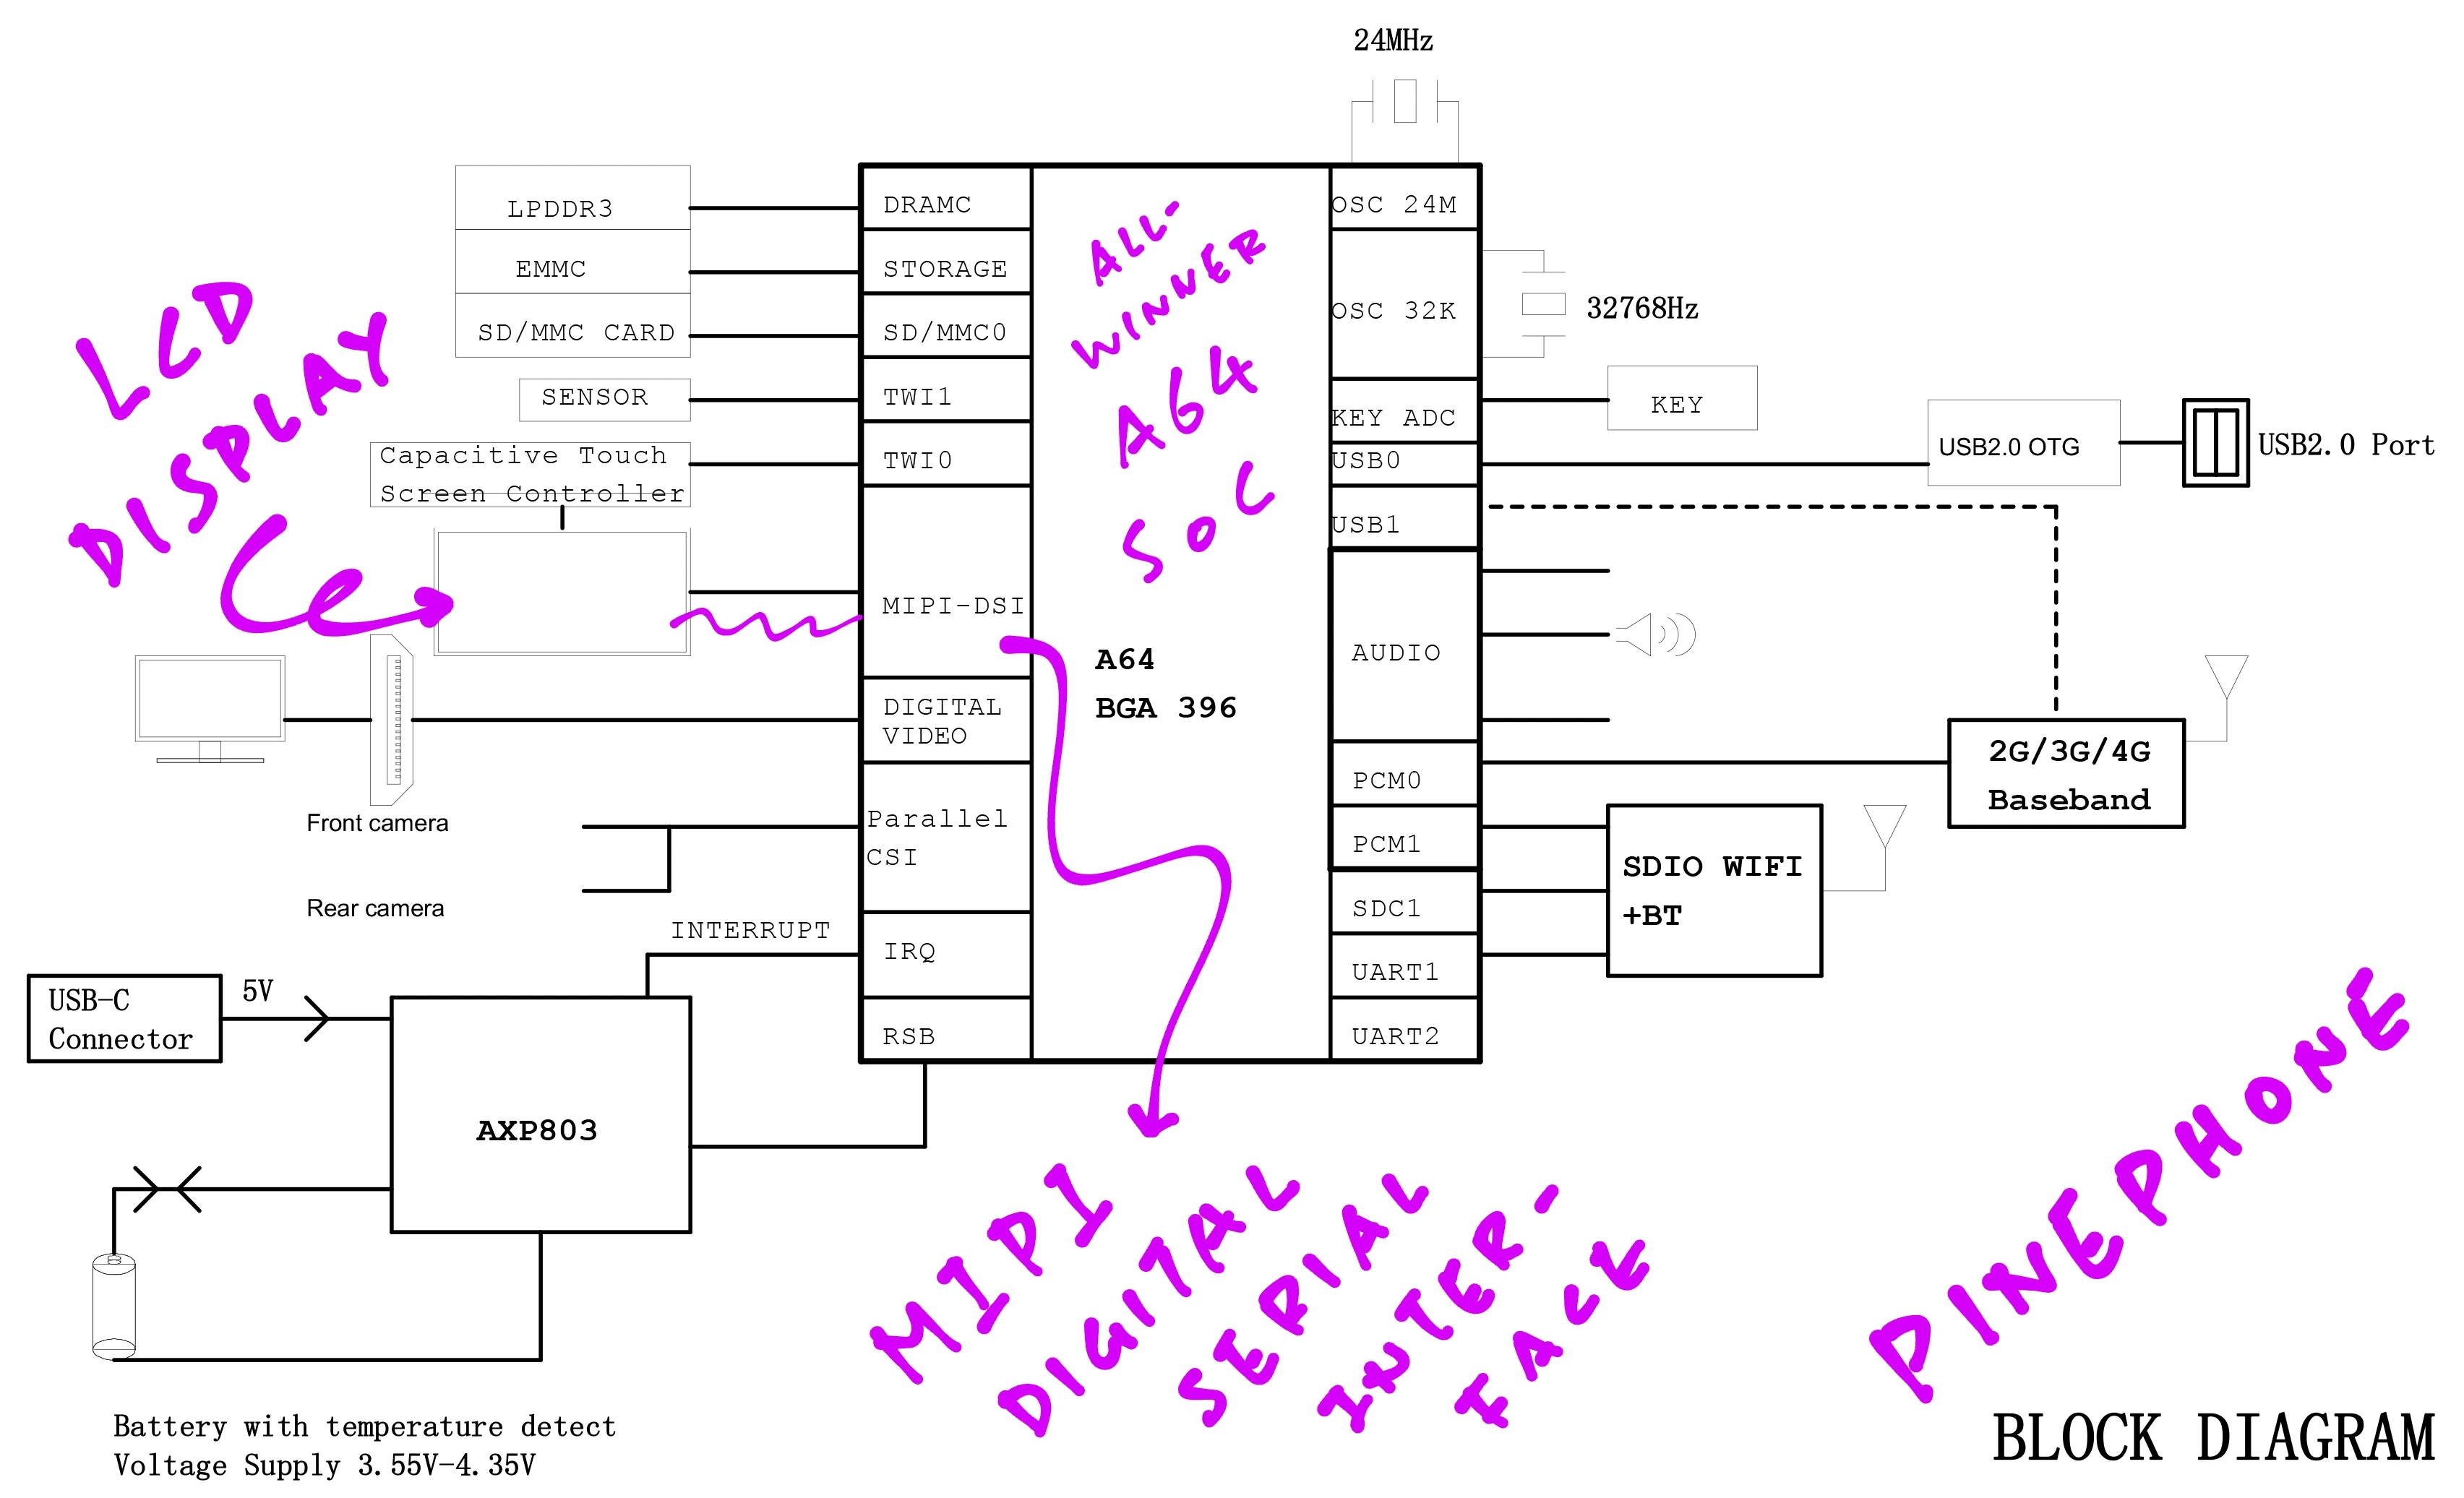 24MHz
LPDDR3
EMMC
SD/MMC CARD
SENSOR
Capacitive Touch
Screen Controller
LCD
DISPLAY
DRAMC
STORAGE
SD/MMC0
TWI1
TWI0
MIPI-DSI
DIGITAL
VIDEO
Parallel
CSI
IRQ
RSB
ALL-
WINNER
A64
SOC
A64
BGA 396
OSC 24M
OSC 32K
KEY ADC
USB0
USB1
AUDIO
PCM0
PCM1
SDC1
UART1
UART2
32768Hz
KEY
USB2.0 OTG
USB2.0 Port
2G/3G/4G
Baseband
SDIO WIFI
+BT
Front camera
Rear camera
INTERRUPT
USB-C
Connector
5V
AXP803
Battery with temperature detect
Voltage Supply 3.55V-4.35V
MIPI
DIGITAL
SERIAL
INTER-
FACE
PINEPHONE
BLOCK DIAGRAM